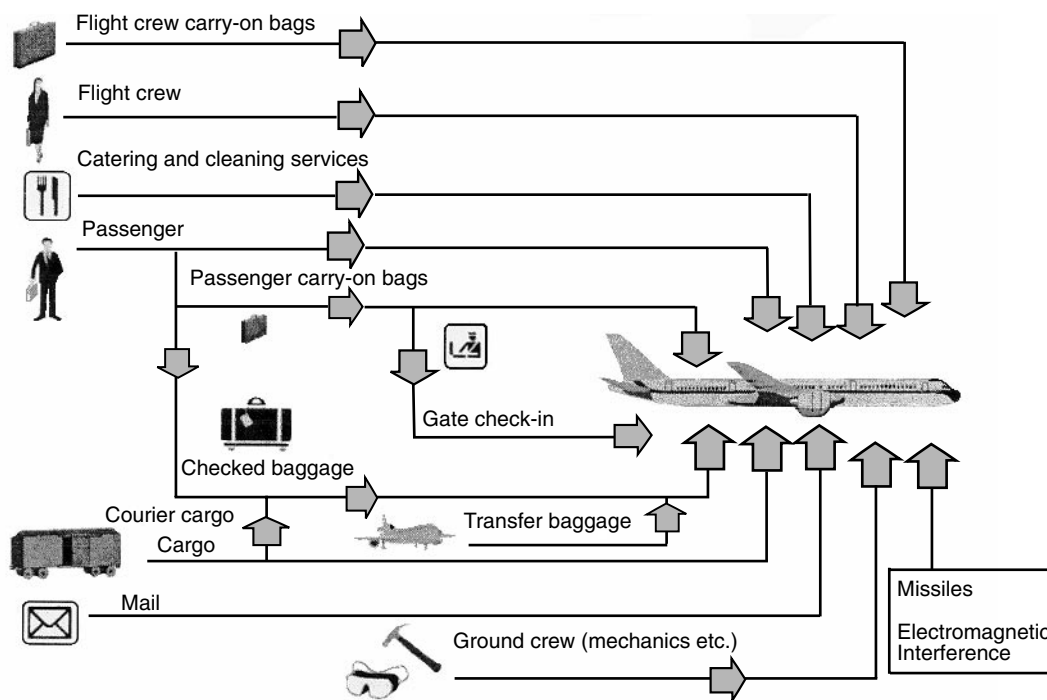 Flight crew carry-on bags
Flight crew
Catering and cleaning services
Passenger
Passenger carry-on bags
Gate check-in
Checked baggage
Courier cargo
Transfer baggage
Cargo
Mail
Missiles
Electromagnetic
Interference
Ground crew (mechanics etc.)